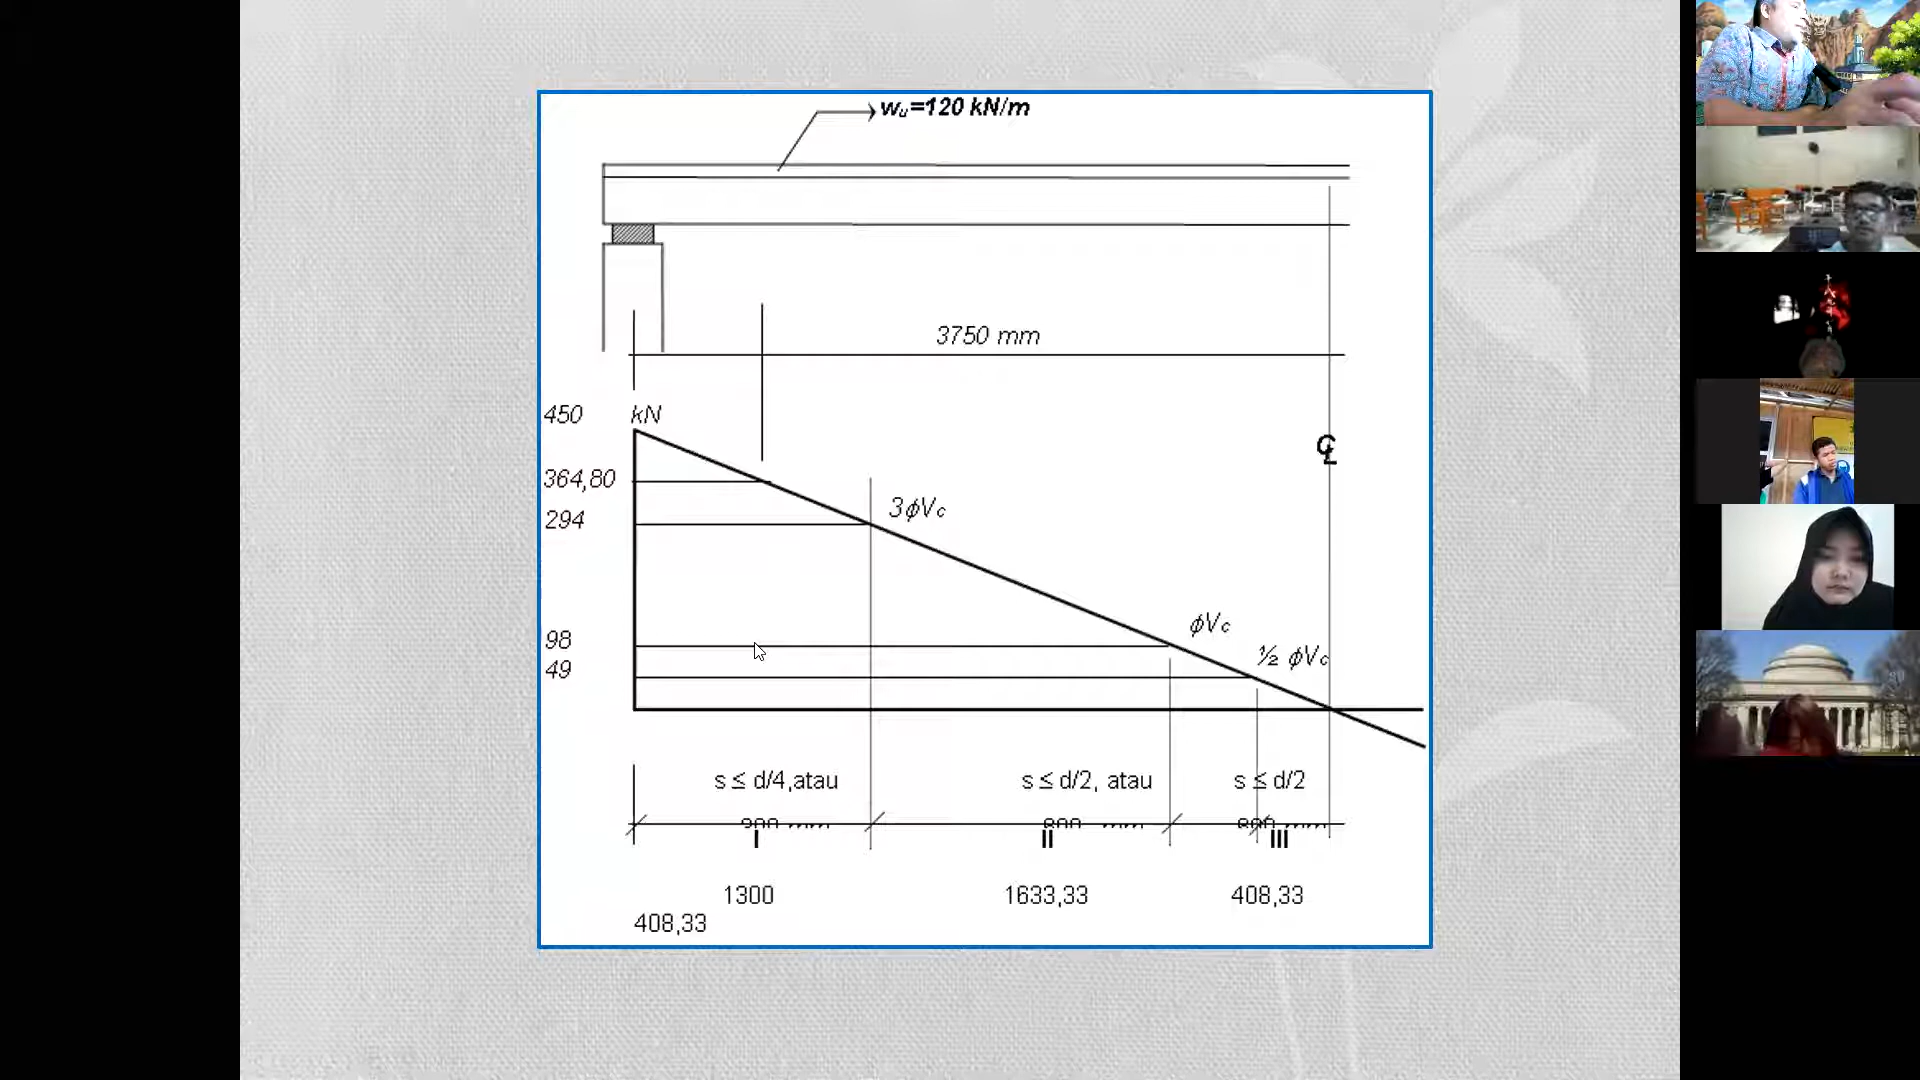 wu=120 kN/m
3750 mm
450 kN
℄
364,80
294 3ϕVc
98 ϕVc
49 ½ ϕVc
s ≤ d/4,atau s ≤ d/2, atau s ≤ d/2
I II III
1300 1633,33 408,33
408,33